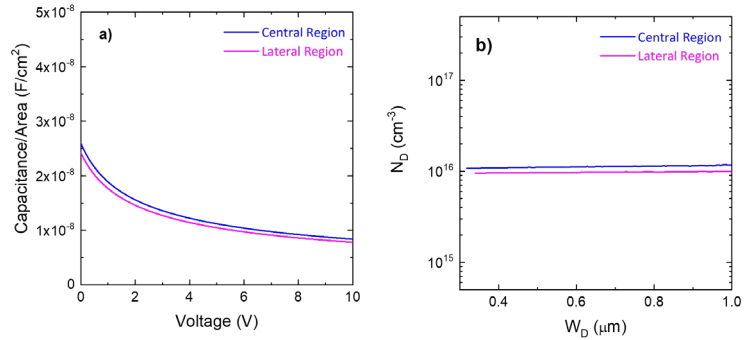 a)
Central Region
Lateral Region
Capacitance/Area (F/cm²)
5x10⁻⁸
4x10⁻⁸
3x10⁻⁸
2x10⁻⁸
1x10⁻⁸
0
0 2 4 6 8 10
Voltage (V)
b)
Central Region
Lateral Region
N_D (cm⁻³)
10¹⁷
10¹⁶
10¹⁵
0.4 0.6 0.8 1.0
W_D (μm)